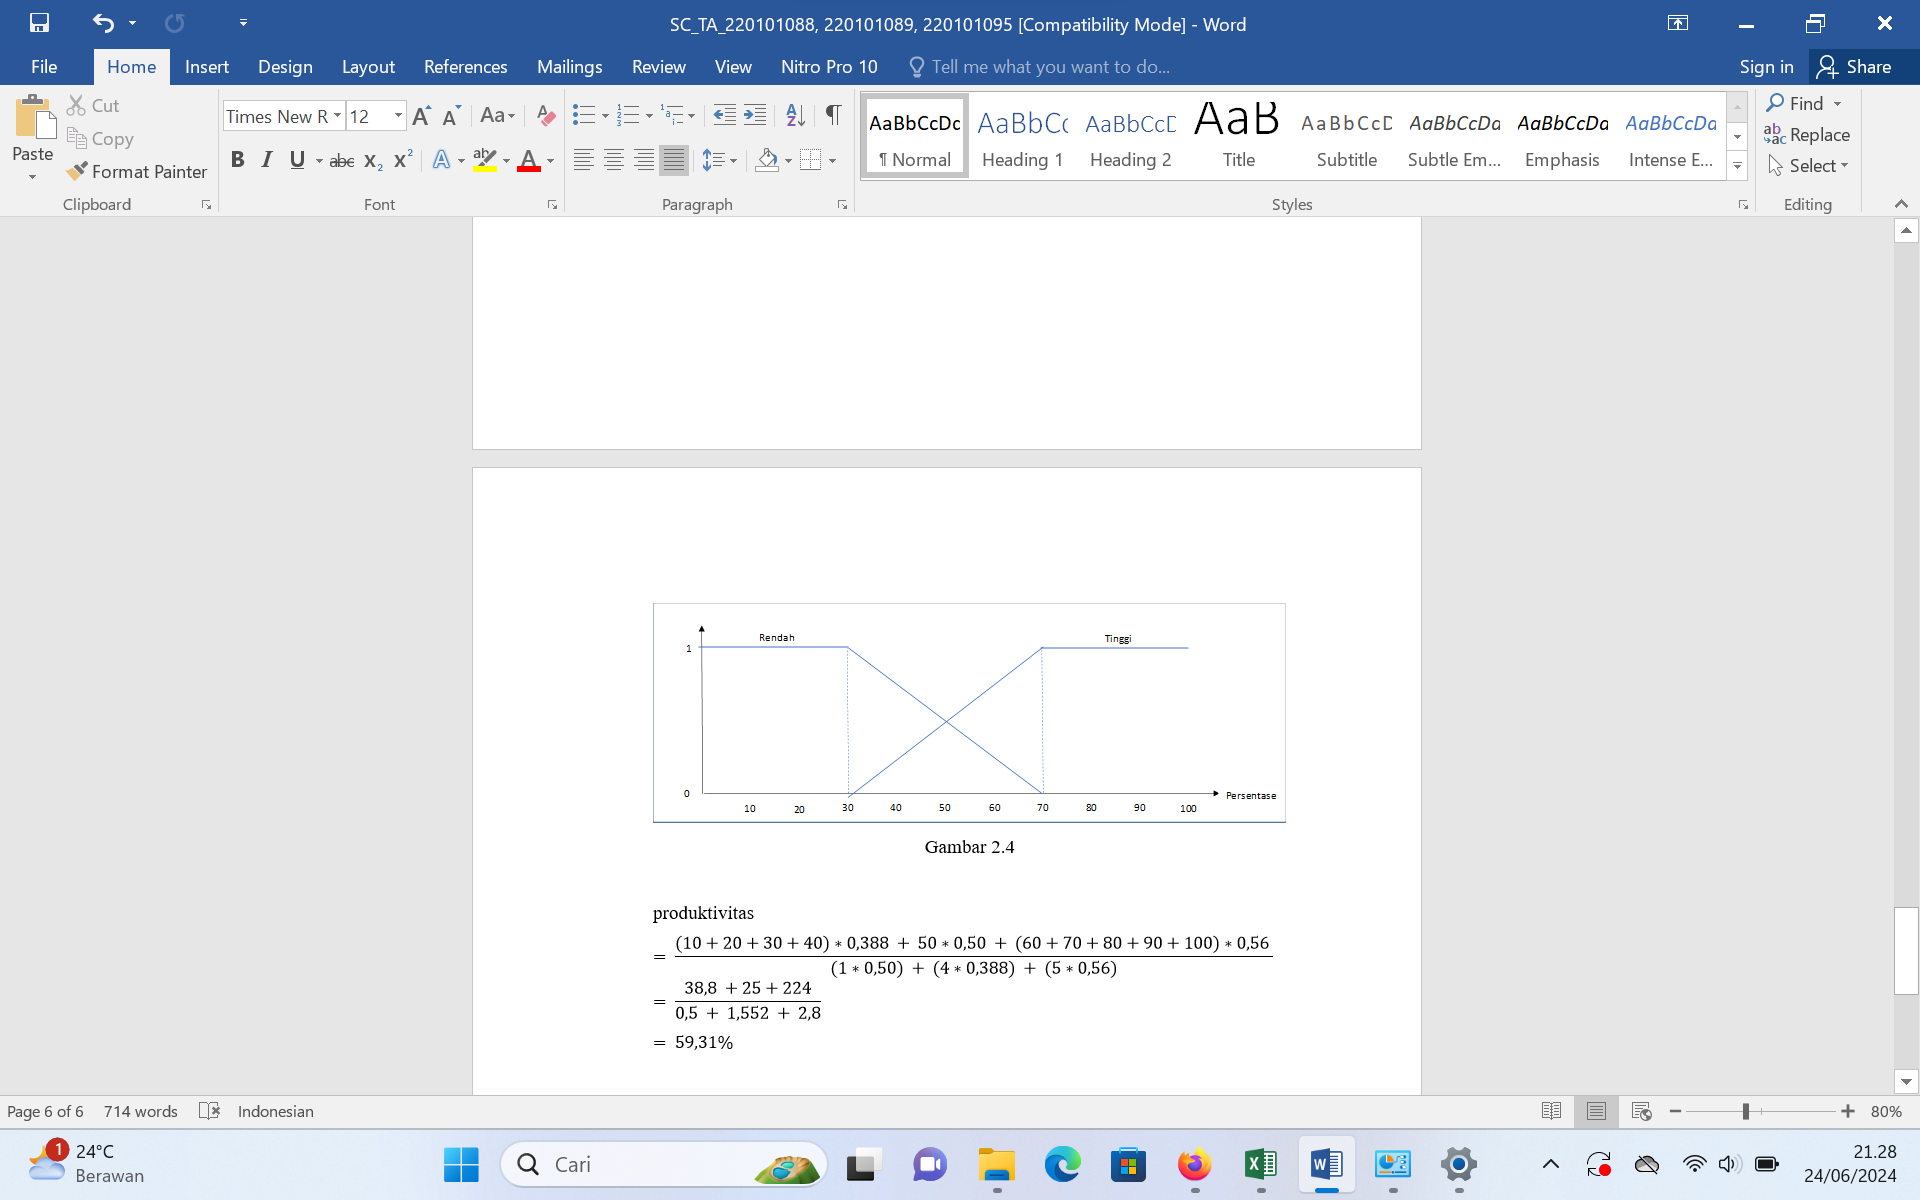 SC_TA_220101088, 220101089, 220101095 [Compatibility Mode] - Word
File Home Insert Design Layout References Mailings Review View Nitro Pro 10 Tell me what you want to do... Sign in Share
Paste
Cut
Copy
Format Painter
Clipboard
Times New R 12
Font
Paragraph
AaBbCcDc AaBbCc AaBbCcD AaB AaBbCcD AaBbCcDa AaBbCcDa AaBbCcDa
¶ Normal Heading 1 Heading 2 Title Subtitle Subtle Em... Emphasis Intense E...
Styles
Find
Replace
Select
Editing
Rendah Tinggi
1
0
10 20 30 40 50 60 70 80 90 100
Persentase
Gambar 2.4
produktivitas
(10 + 20 + 30 + 40) ∗ 0,388 + 50 ∗ 0,50 + (60 + 70 + 80 + 90 + 100) ∗ 0,56
=
(1 ∗ 0,50) + (4 ∗ 0,388) + (5 ∗ 0,56)
38,8 + 25 + 224
=
0,5 + 1,552 + 2,8
= 59,31%
Page 6 of 6 714 words Indonesian 80%
1
24°C
Berawan
Cari
21.28
24/06/2024